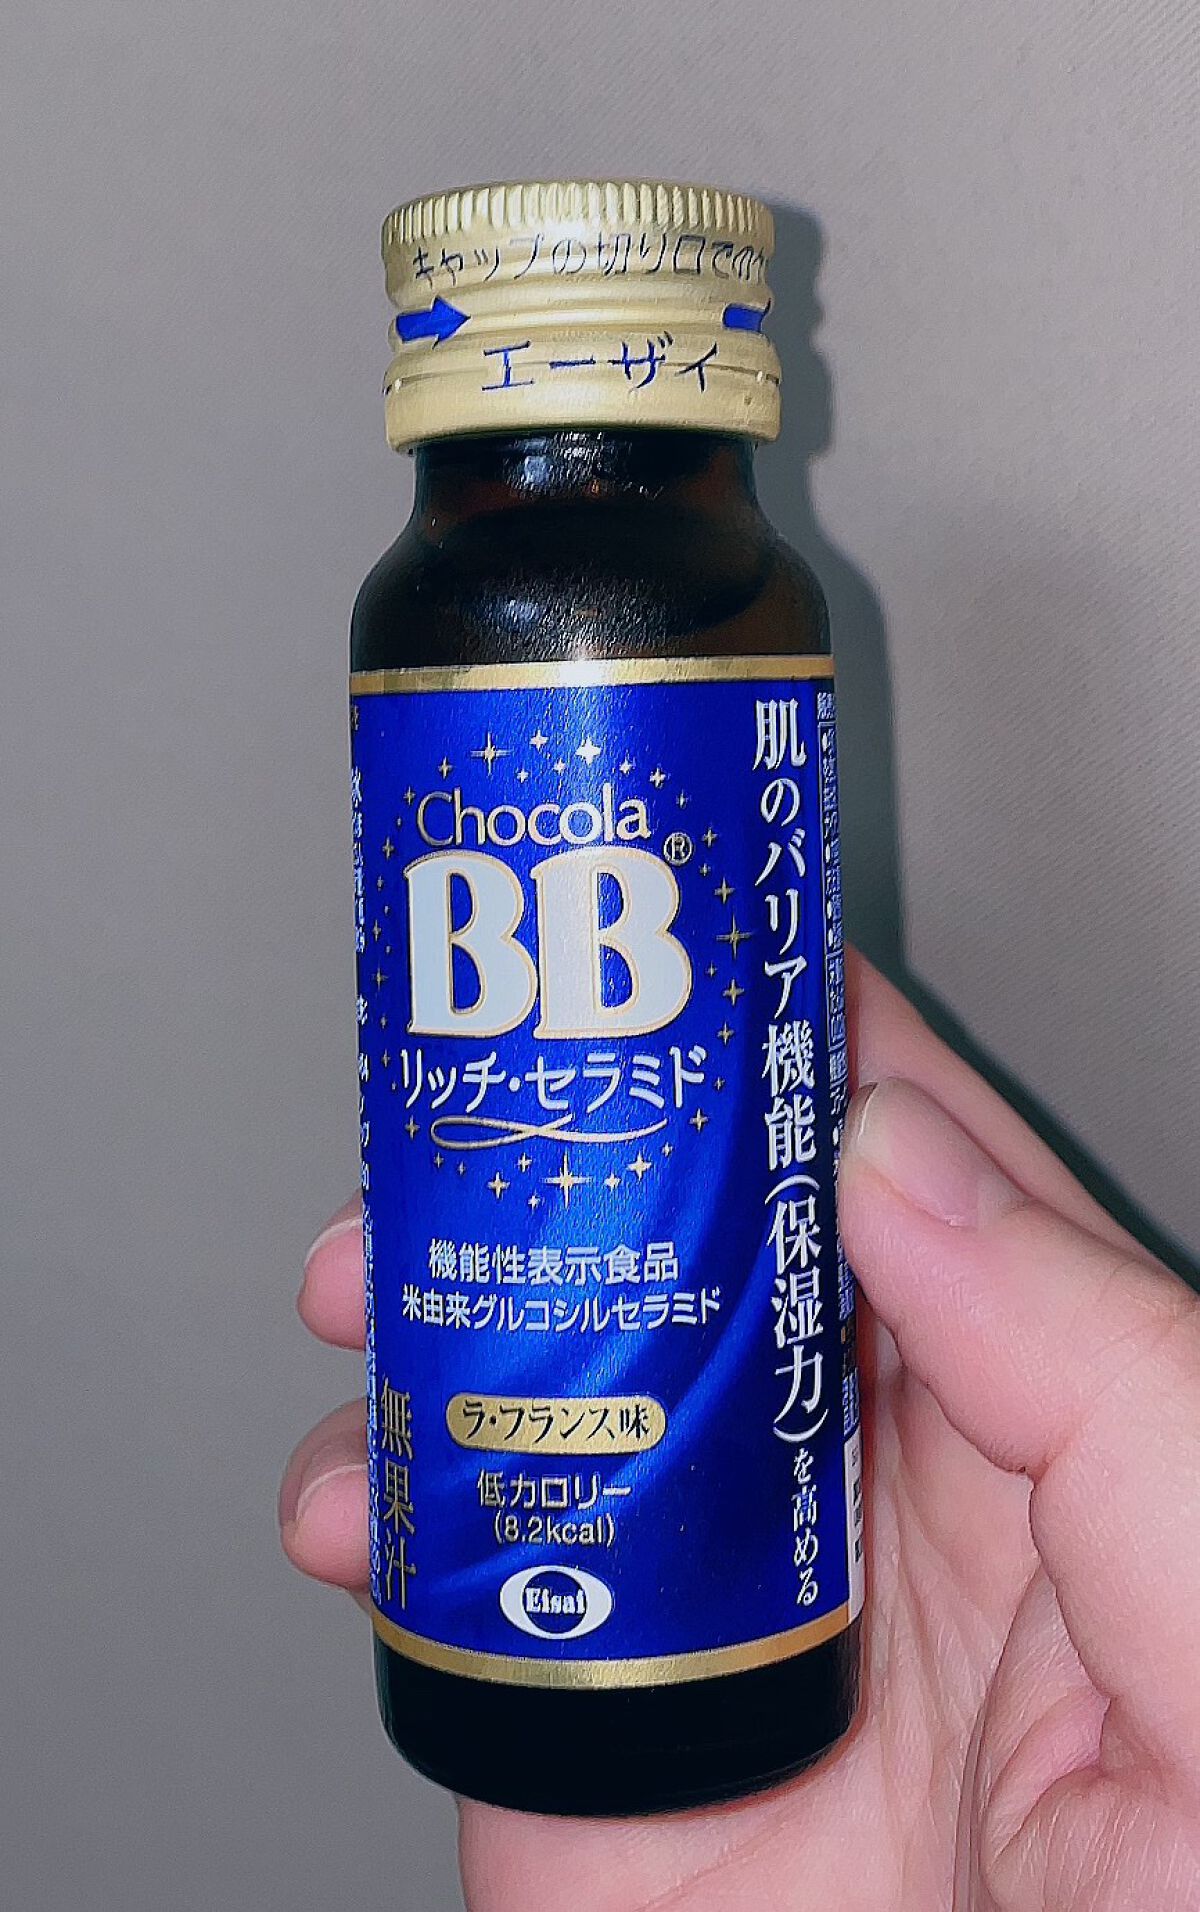 キャップの切り口での
エーザイ
Chocola
BB®
リッチ・セラミド
機能性表示食品
米由来グルコシルセラミド
ラ・フランス味
低カロリー
(8.2kcal)
Eisai
無果汁
肌のバリア機能(保湿力)を高める